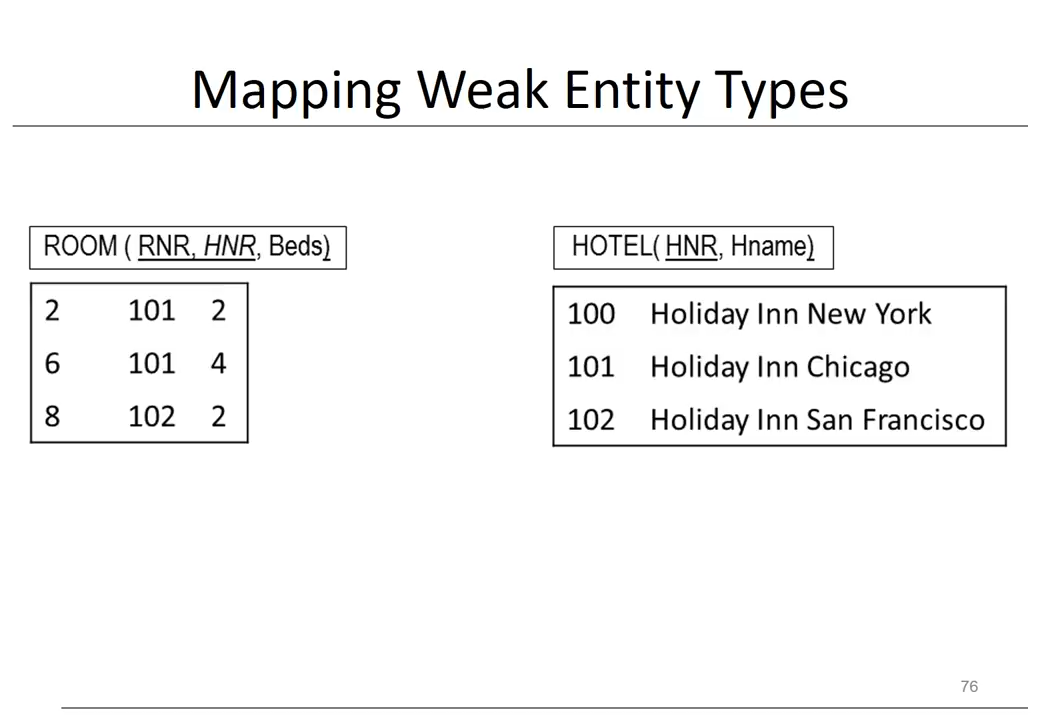 Mapping Weak Entity Types
ROOM ( RNR, HNR, Beds)
2 101 2
6 101 4
8 102 2
HOTEL( HNR, Hname)
100 Holiday Inn New York
101 Holiday Inn Chicago
102 Holiday Inn San Francisco
76